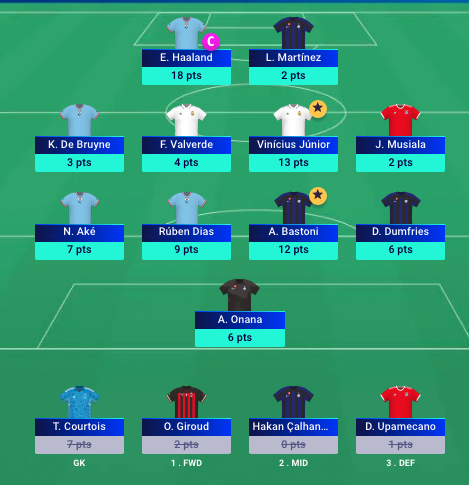 C
E. Haaland L. Martínez
18 pts 2 pts
K. De Bruyne F. Valverde Vinícius Júnior J. Musiala
3 pts 4 pts 13 pts 2 pts
N. Aké Rúben Dias A. Bastoni D. Dumfries
7 pts 9 pts 12 pts 6 pts
A. Onana
6 pts
T. Courtois O. Giroud Hakan Çalhan... D. Upamecano
7 pts 2 pts 0 pts 1 pts
GK 1 . FWD 2 . MID 3 . DEF